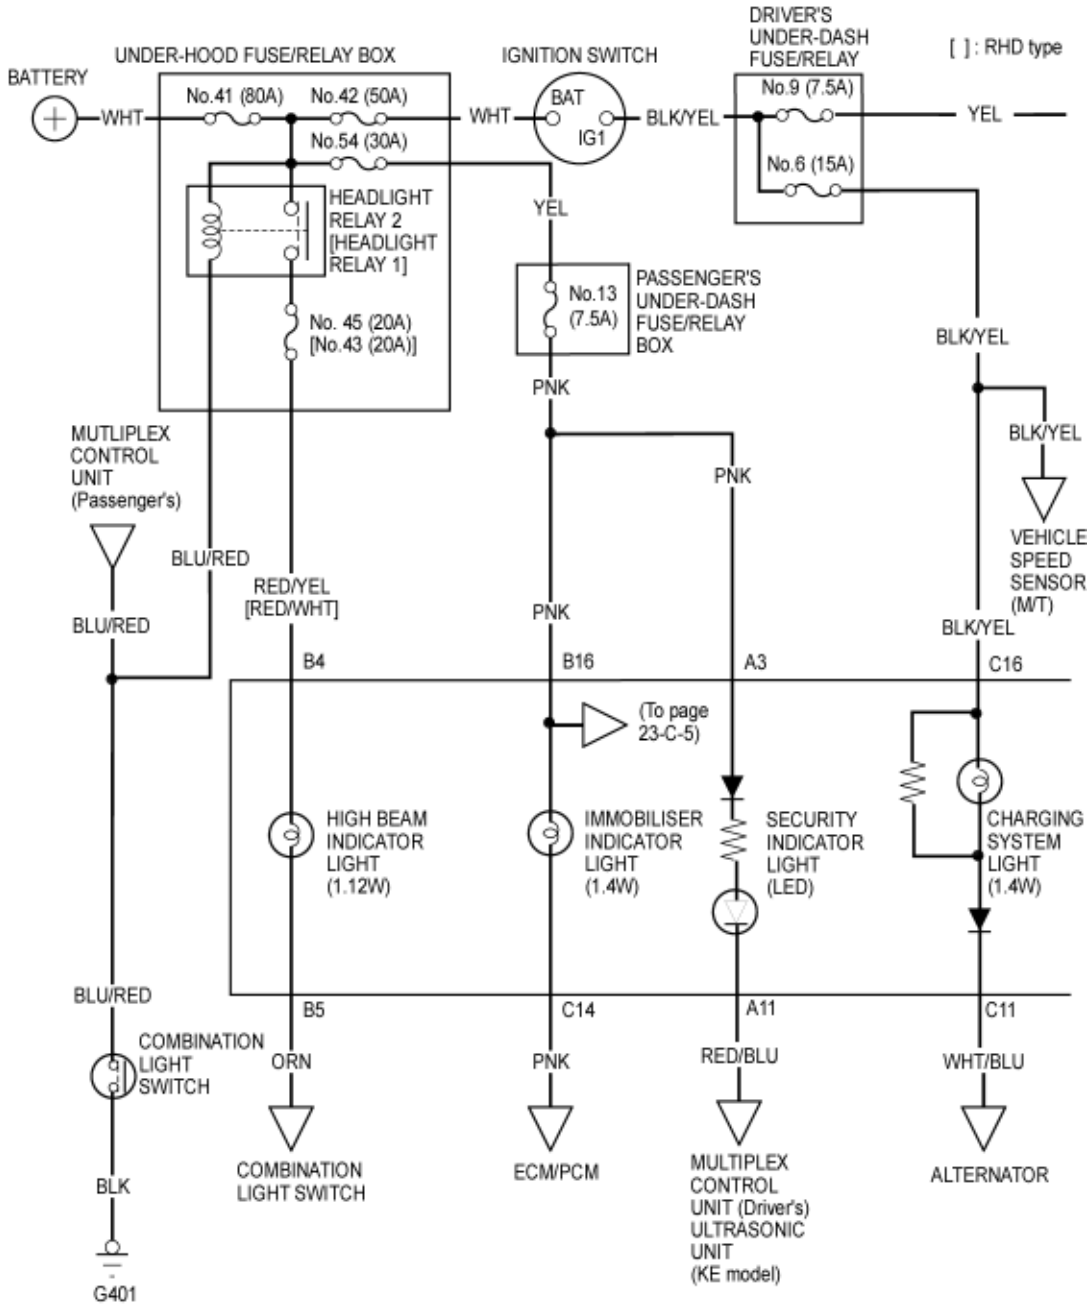 DRIVER'S
UNDER-DASH
FUSE/RELAY
[ ] : RHD type
UNDER-HOOD FUSE/RELAY BOX
IGNITION SWITCH
BATTERY
No.41 (80A)
No.42 (50A)
BAT
No.9 (7.5A)
WHT
WHT
IG1
BLK/YEL
YEL
No.54 (30A)
No.6 (15A)
HEADLIGHT
RELAY 2
[HEADLIGHT
RELAY 1]
YEL
PASSENGER'S
UNDER-DASH
FUSE/RELAY
BOX
No.13
(7.5A)
No. 45 (20A)
[No.43 (20A)]
BLK/YEL
PNK
MUTLIPLEX
CONTROL
UNIT
(Passenger's)
BLK/YEL
PNK
VEHICLE
SPEED
SENSOR
(M/T)
BLU/RED
RED/YEL
[RED/WHT]
BLU/RED
PNK
BLK/YEL
B4
B16
A3
C16
(To page
23-C-5)
HIGH BEAM
INDICATOR
LIGHT
(1.12W)
IMMOBILISER
INDICATOR
LIGHT
(1.4W)
SECURITY
INDICATOR
LIGHT
(LED)
CHARGING
SYSTEM
LIGHT
(1.4W)
BLU/RED
B5
C14
A11
C11
COMBINATION
LIGHT
SWITCH
ORN
PNK
RED/BLU
WHT/BLU
COMBINATION
LIGHT SWITCH
ECM/PCM
MULTIPLEX
CONTROL
UNIT (Driver's)
ULTRASONIC
UNIT
(KE model)
ALTERNATOR
BLK
G401